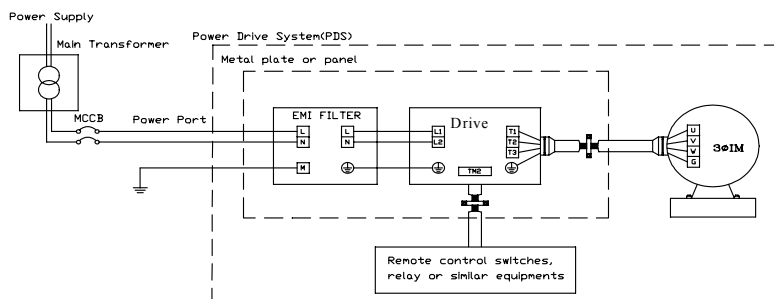 Power Supply
Main Transformer
Power Drive System(PDS)
Metal plate or panel
MCCB
Power Port
EMI FILTER
L
N
M
L
N
Drive
L1
L2
T1
T2
T3
TM2
U
V
W
G
3øIM
Remote control switches,
relay or similar equipments